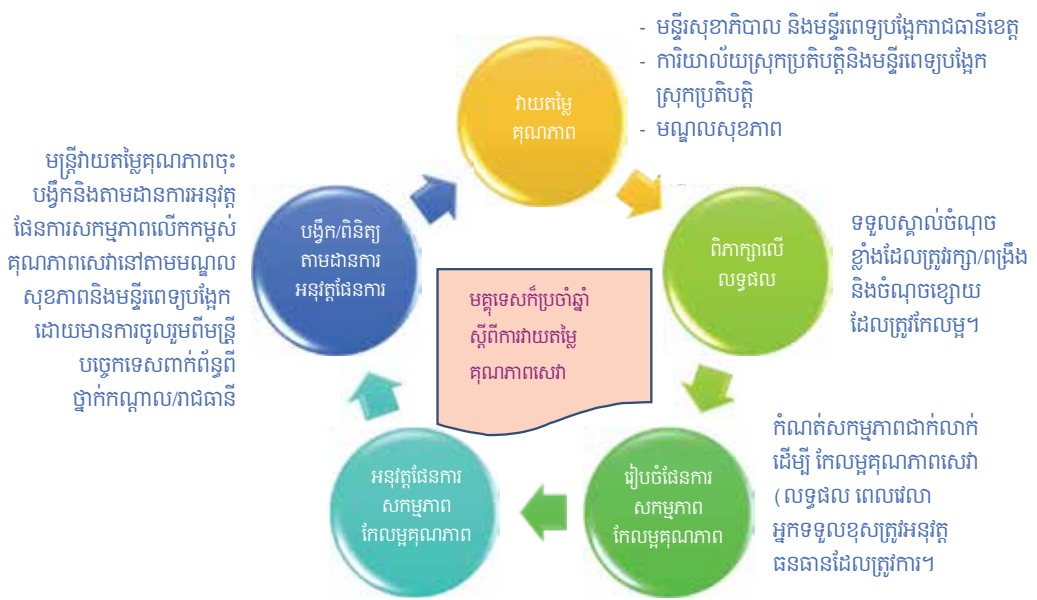 - មន្ទីរសុខាភិបាល និងមន្ទីរពេទ្យបង្អែករាជធានីខេត្ត
- ការិយាល័យស្រុកប្រតិបត្តិនិងមន្ទីរពេទ្យបង្អែក
ស្រុកប្រតិបត្តិ
- មណ្ឌលសុខភាព
វាយតម្លៃ
គុណភាព
ពិភាក្សាលើ
លទ្ធផល
ទទួលស្គាល់ចំណុច
ខ្លាំងដែលត្រូវរក្សា/ពង្រឹង
និងចំណុចខ្សោយ
ដែលត្រូវកែលម្អ។
រៀបចំផែនការ
សកម្មភាព
កែលម្អគុណភាព
កំណត់សកម្មភាពជាក់លាក់
ដើម្បី កែលម្អគុណភាពសេវា
(លទ្ធផល ពេលវេលា
អ្នកទទួលខុសត្រូវអនុវត្ត
ធនធានដែលត្រូវការ។
អនុវត្តផែនការ
សកម្មភាព
កែលម្អគុណភាព
បង្វឹក/ពិនិត្យ
តាមដានការ
អនុវត្តផែនការ
មន្ត្រីវាយតម្លៃគុណភាពចុះ
បង្វឹកនិងតាមដានការអនុវត្ត
ផែនការសកម្មភាពលើកកម្ពស់
គុណភាពសេវានៅតាមមណ្ឌល
សុខភាពនិងមន្ទីរពេទ្យបង្អែក
ដោយមានការចូលរួមពីមន្ត្រី
បច្ចេកទេសពាក់ព័ន្ធពី
ថ្នាក់កណ្តាល/រាជធានី
មគ្គុទេសក៍ប្រចាំឆ្នាំ
ស្តីពីការវាយតម្លៃ
គុណភាពសេវា